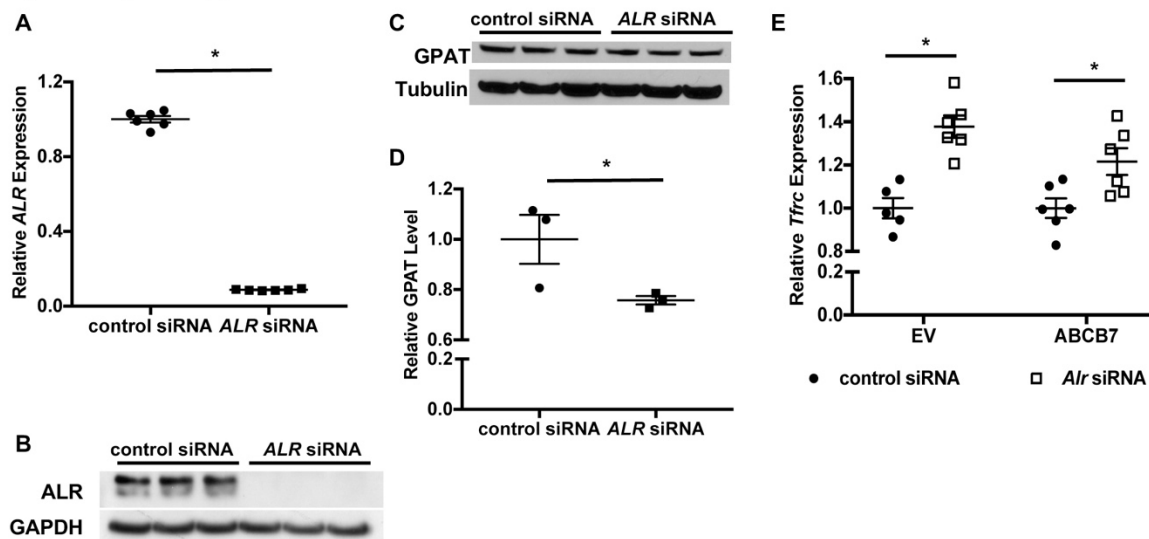 A
*
Relative ALR Expression
1.2
0.8
0.4
0.0
control siRNA ALR siRNA
B
control siRNA ALR siRNA
ALR
GAPDH
C
control siRNA ALR siRNA
GPAT
Tubulin
D
*
Relative GPAT Level
1.2
1.0
0.8
0.6
0.2
0.0
control siRNA ALR siRNA
E
*
*
Relative Tfrc Expression
1.6
1.4
1.2
1.0
0.8
0.2
0.0
EV ABCB7
control siRNA Alr siRNA